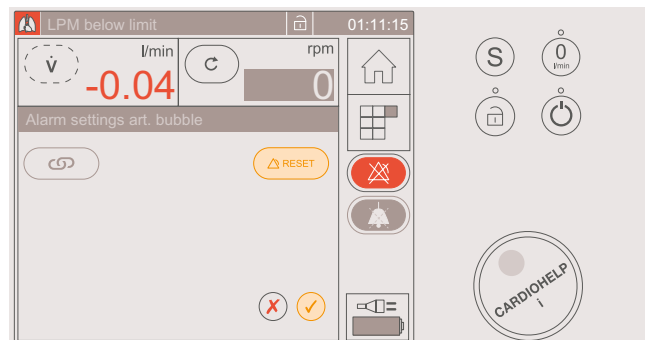 LPM below limit
01:11:15
l/min
rpm
V
C
-0.04
0
Alarm settings art. bubble
RESET
S
0
l/min
CARDIOHELP
i